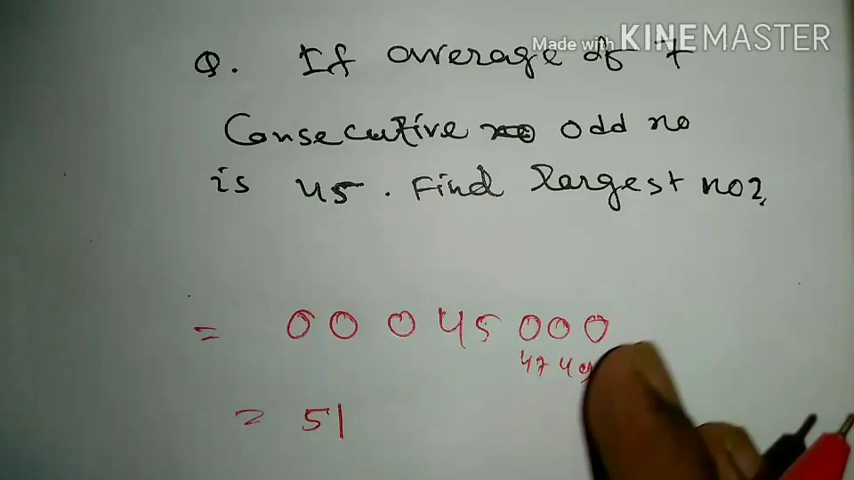 Made with KINEMASTER
Q. If average of 7
Consecutive odd no
is 45. Find largest no?
= 0 0 0 45 0 0 0
47 49
= 51